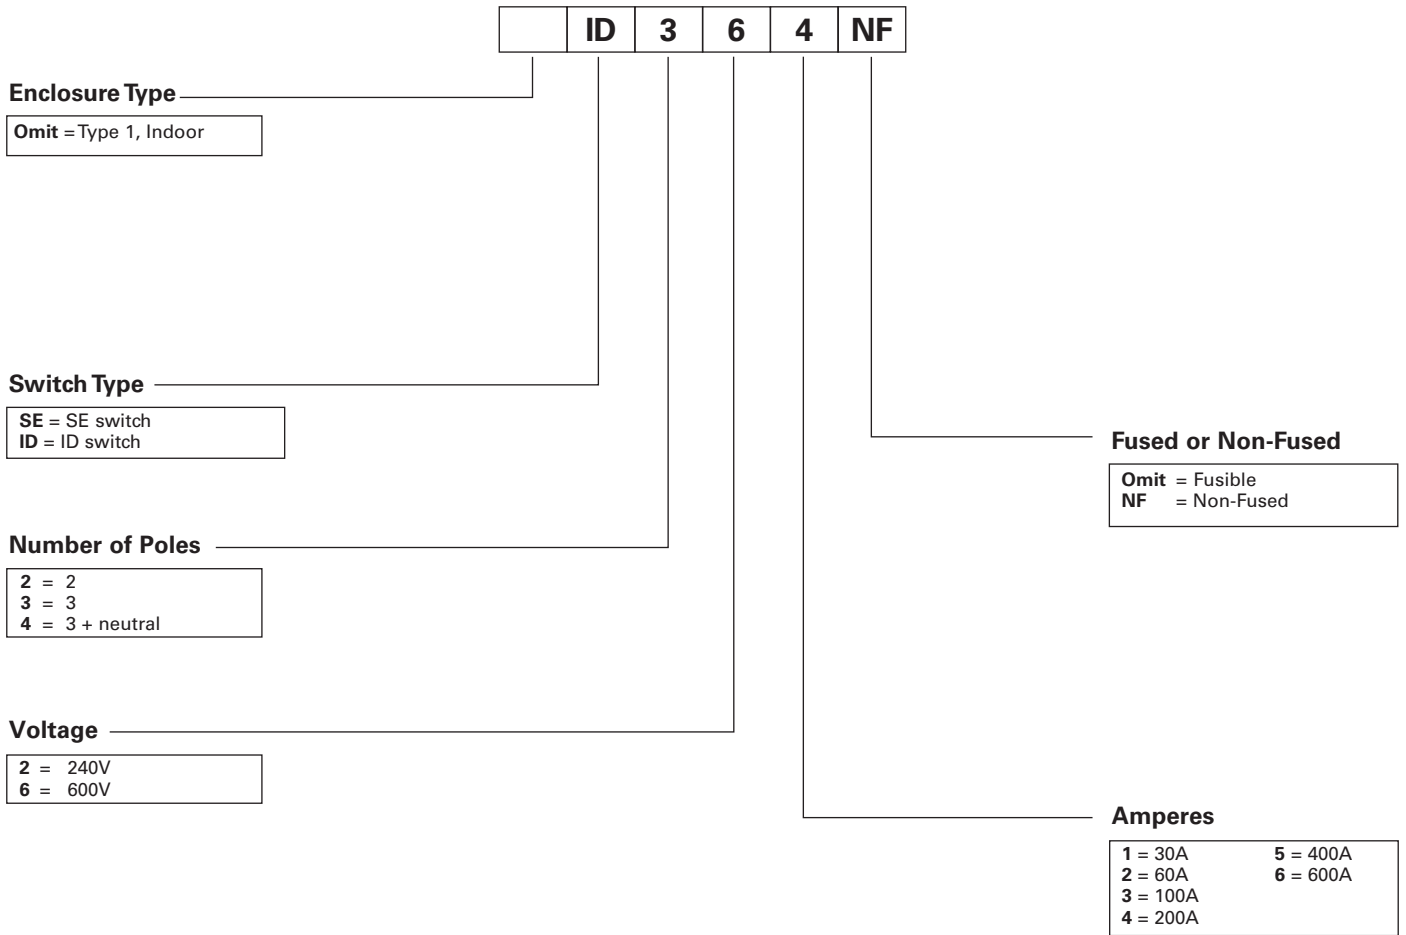 ID 3 6 4 NF
Enclosure Type
Omit = Type 1, Indoor
Switch Type
SE = SE switch
ID = ID switch
Fused or Non-Fused
Omit = Fusible
NF = Non-Fused
Number of Poles
2 = 2
3 = 3
4 = 3 + neutral
Voltage
2 = 240V
6 = 600V
Amperes
1 = 30A 5 = 400A
2 = 60A 6 = 600A
3 = 100A
4 = 200A